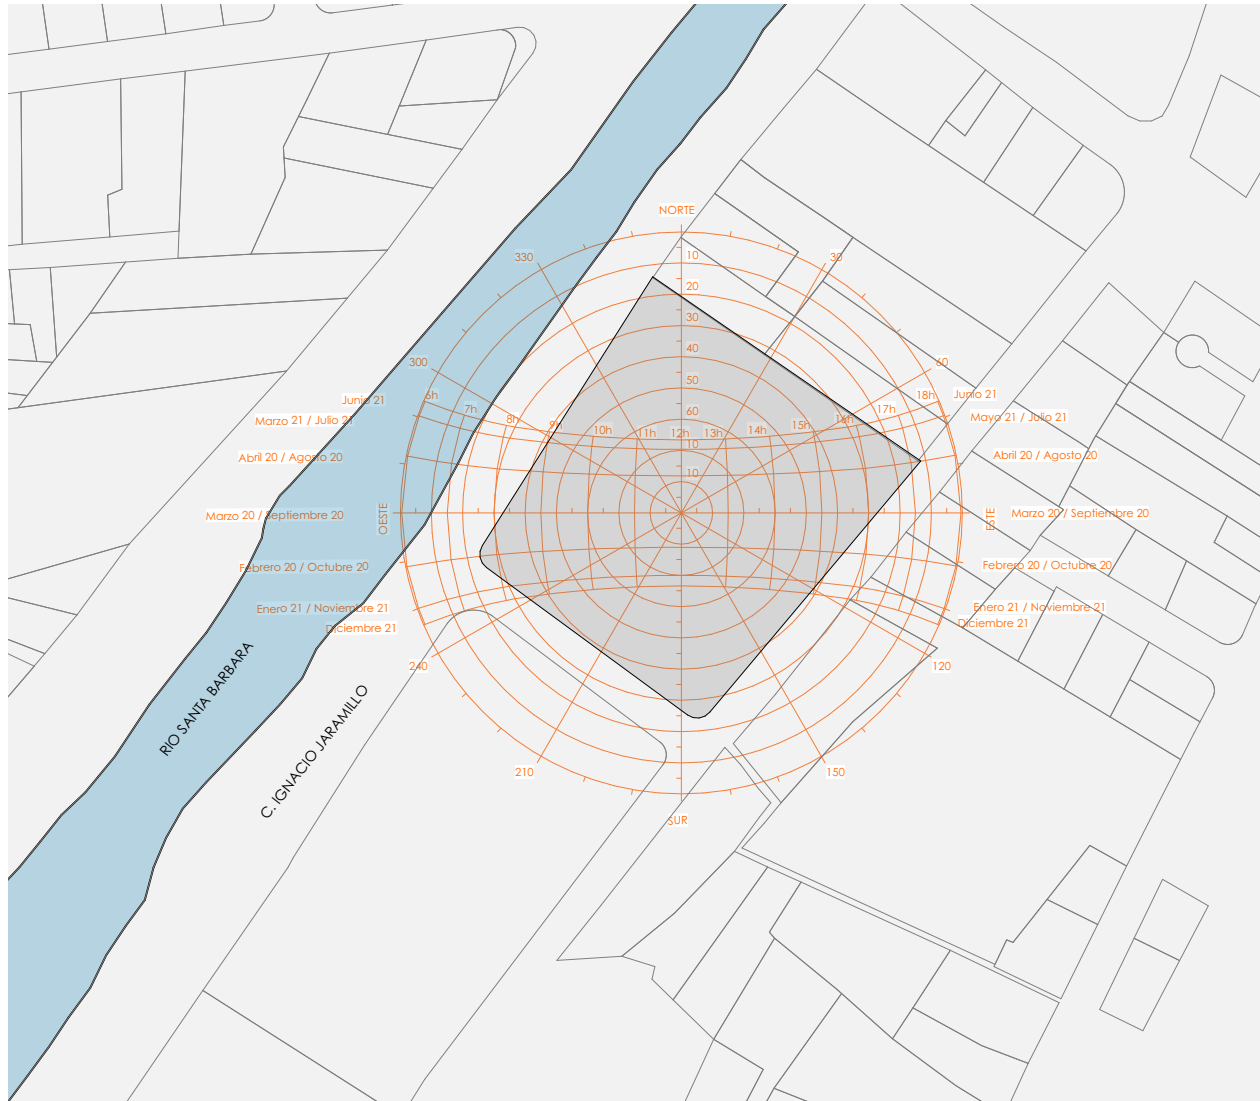 NORTE
10
330
30
20
30
40
300
60
50
Junio 21
6h
18h
Junio 21
7h
60
17h
Marzo 21 / Julio 21
8h
16h
Mayo 21 / Julio 21
9h
10h
11h
12h
13h
14h
15h
10
Abril 20 / Agosto 20
Abril 20 / Agosto 20
10
OESTE
ESTE
Marzo 20 / Septiembre 20
Marzo 20 / Septiembre 20
Febrero 20 / Octubre 20
Febrero 20 / Octubre 20
Enero 21 / Noviembre 21
Enero 21 / Noviembre 21
Diciembre 21
Diciembre 21
240
120
RIO SANTA BARBARA
C. IGNACIO JARAMILLO
210
150
SUR